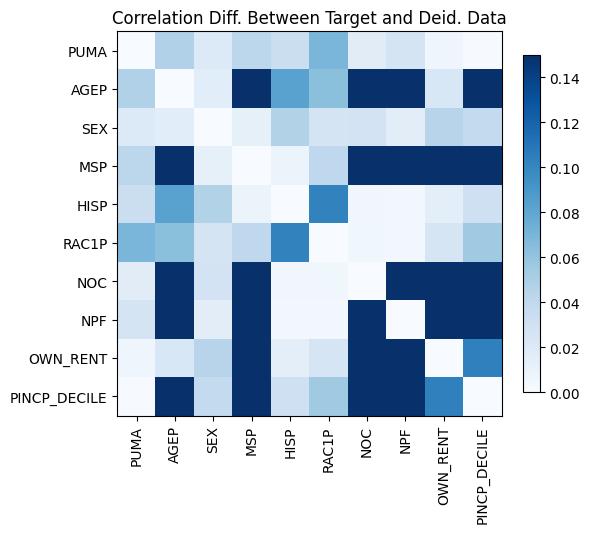 Correlation Diff. Between Target and Deid. Data
PUMA
AGEP
SEX
MSP
HISP
RAC1P
NOC
NPF
OWN_RENT
PINCP_DECILE
PUMA
AGEP
SEX
MSP
HISP
RAC1P
NOC
NPF
OWN_RENT
PINCP_DECILE
0.14
0.12
0.10
0.08
0.06
0.04
0.02
0.00